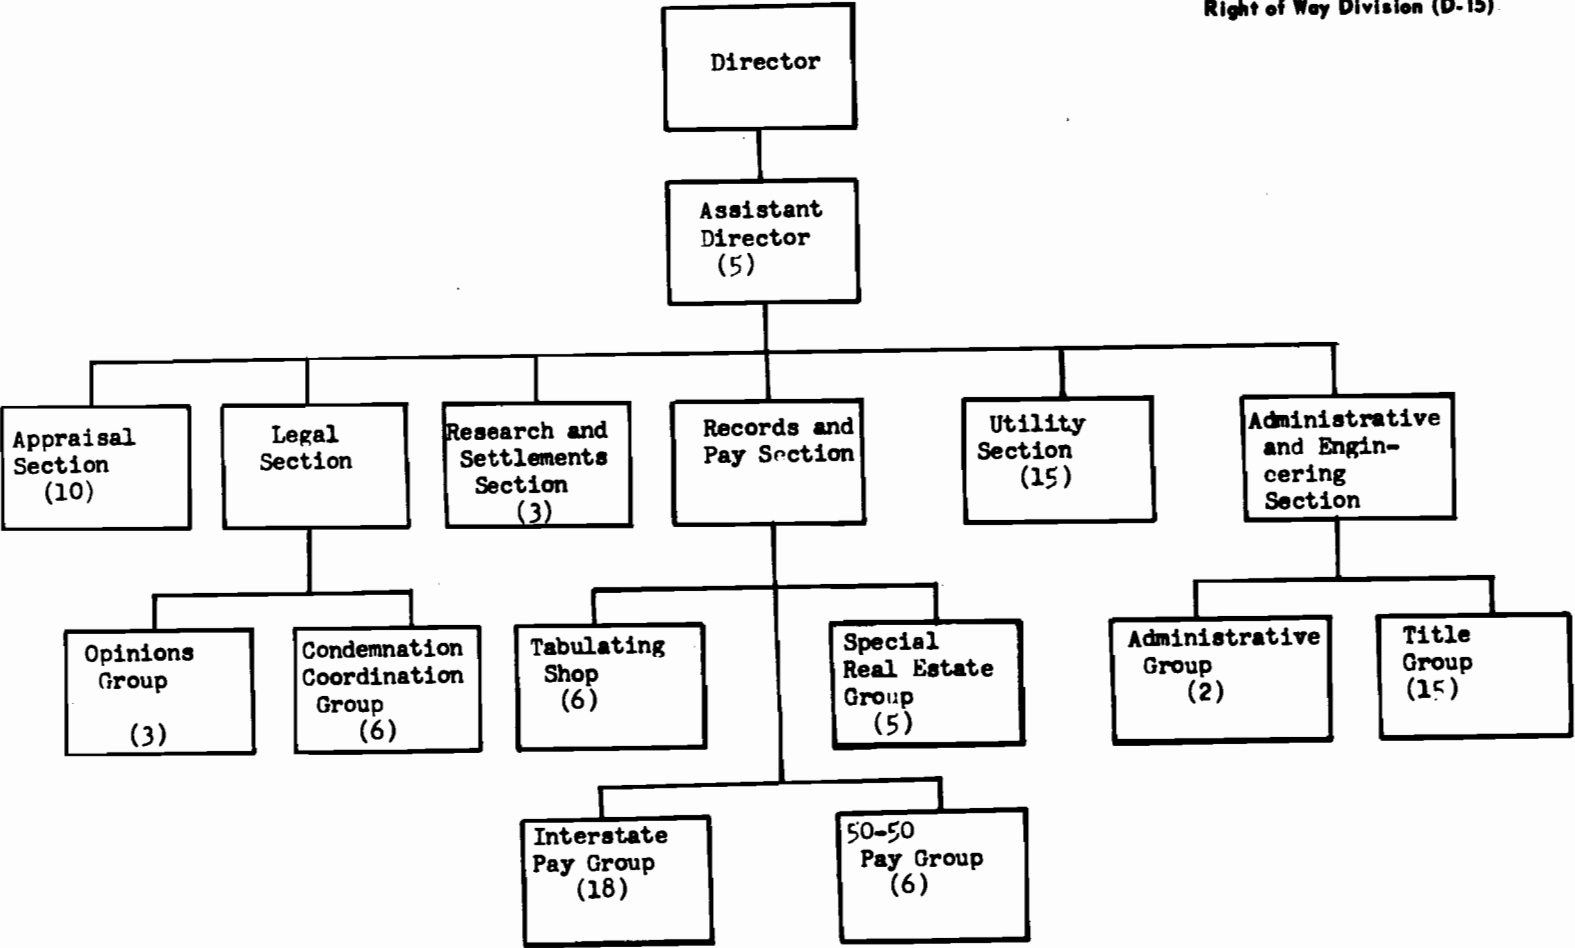 Right of Way Division (D-15)
Director
Assistant
Director
(5)
Appraisal
Section
(10)
Legal
Section
Research and
Settlements
Section
(3)
Records and
Pay Section
Utility
Section
(15)
Administrative
and Engin-
eering
Section
Opinions
Group
(3)
Condemnation
Coordination
Group
(6)
Tabulating
Shop
(6)
Special
Real Estate
Group
(5)
Administrative
Group
(2)
Title
Group
(15)
Interstate
Pay Group
(18)
50-50
Pay Group
(6)